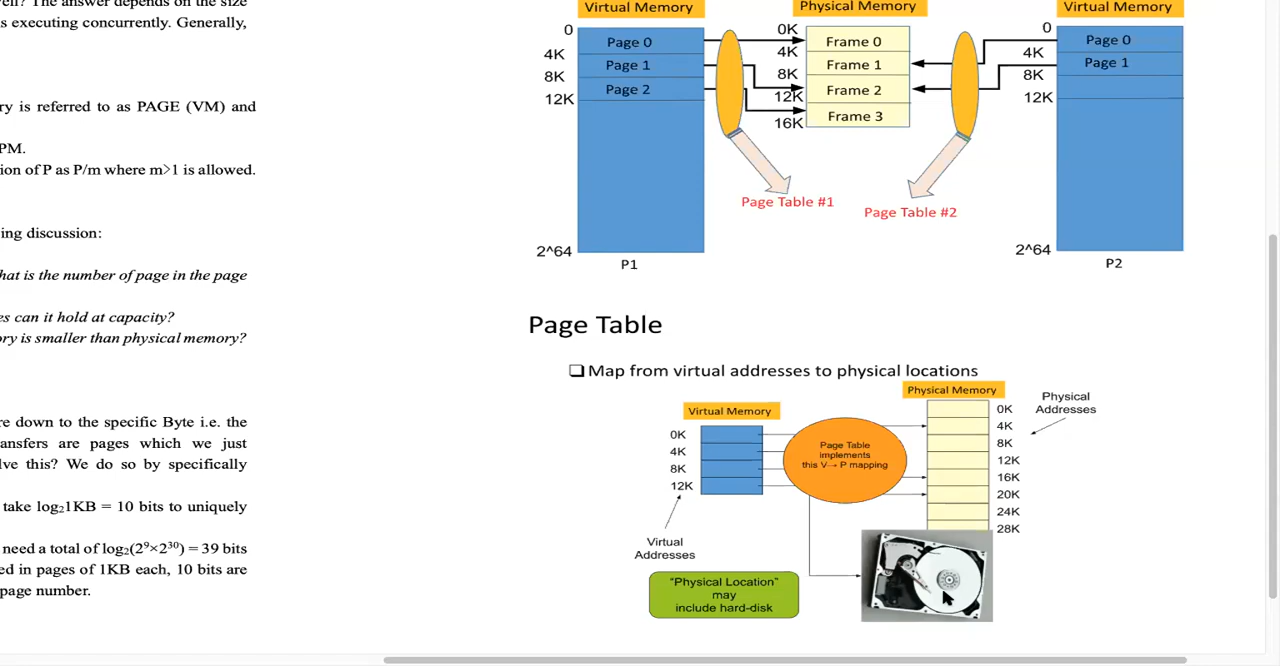 ell? The answer depends on the size
s executing concurrently. Generally,
ry is referred to as PAGE (VM) and
PM.
ion of P as P/m where m>1 is allowed.
ing discussion:
hat is the number of page in the page
es can it hold at capacity?
ory is smaller than physical memory?
re down to the specific Byte i.e. the
ansfers are pages which we just
lve this? We do so by specifically
take log₂1KB = 10 bits to uniquely
need a total of log₂(2⁹×2³⁰) = 39 bits
ed in pages of 1KB each, 10 bits are
page number.
Virtual Memory
0
4K
8K
12K
2^64
Page 0
Page 1
Page 2
P1
Page Table #1
Physical Memory
0K
4K
8K
12K
16K
Frame 0
Frame 1
Frame 2
Frame 3
Page Table #2
Virtual Memory
0
4K
8K
12K
2^64
Page 0
Page 1
P2
Page Table
❑ Map from virtual addresses to physical locations
Virtual Memory
0K
4K
8K
12K
Virtual
Addresses
Page Table
implements
this V→ P mapping
Physical Memory
0K
4K
8K
12K
16K
20K
24K
28K
Physical
Addresses
"Physical Location"
may
include hard-disk